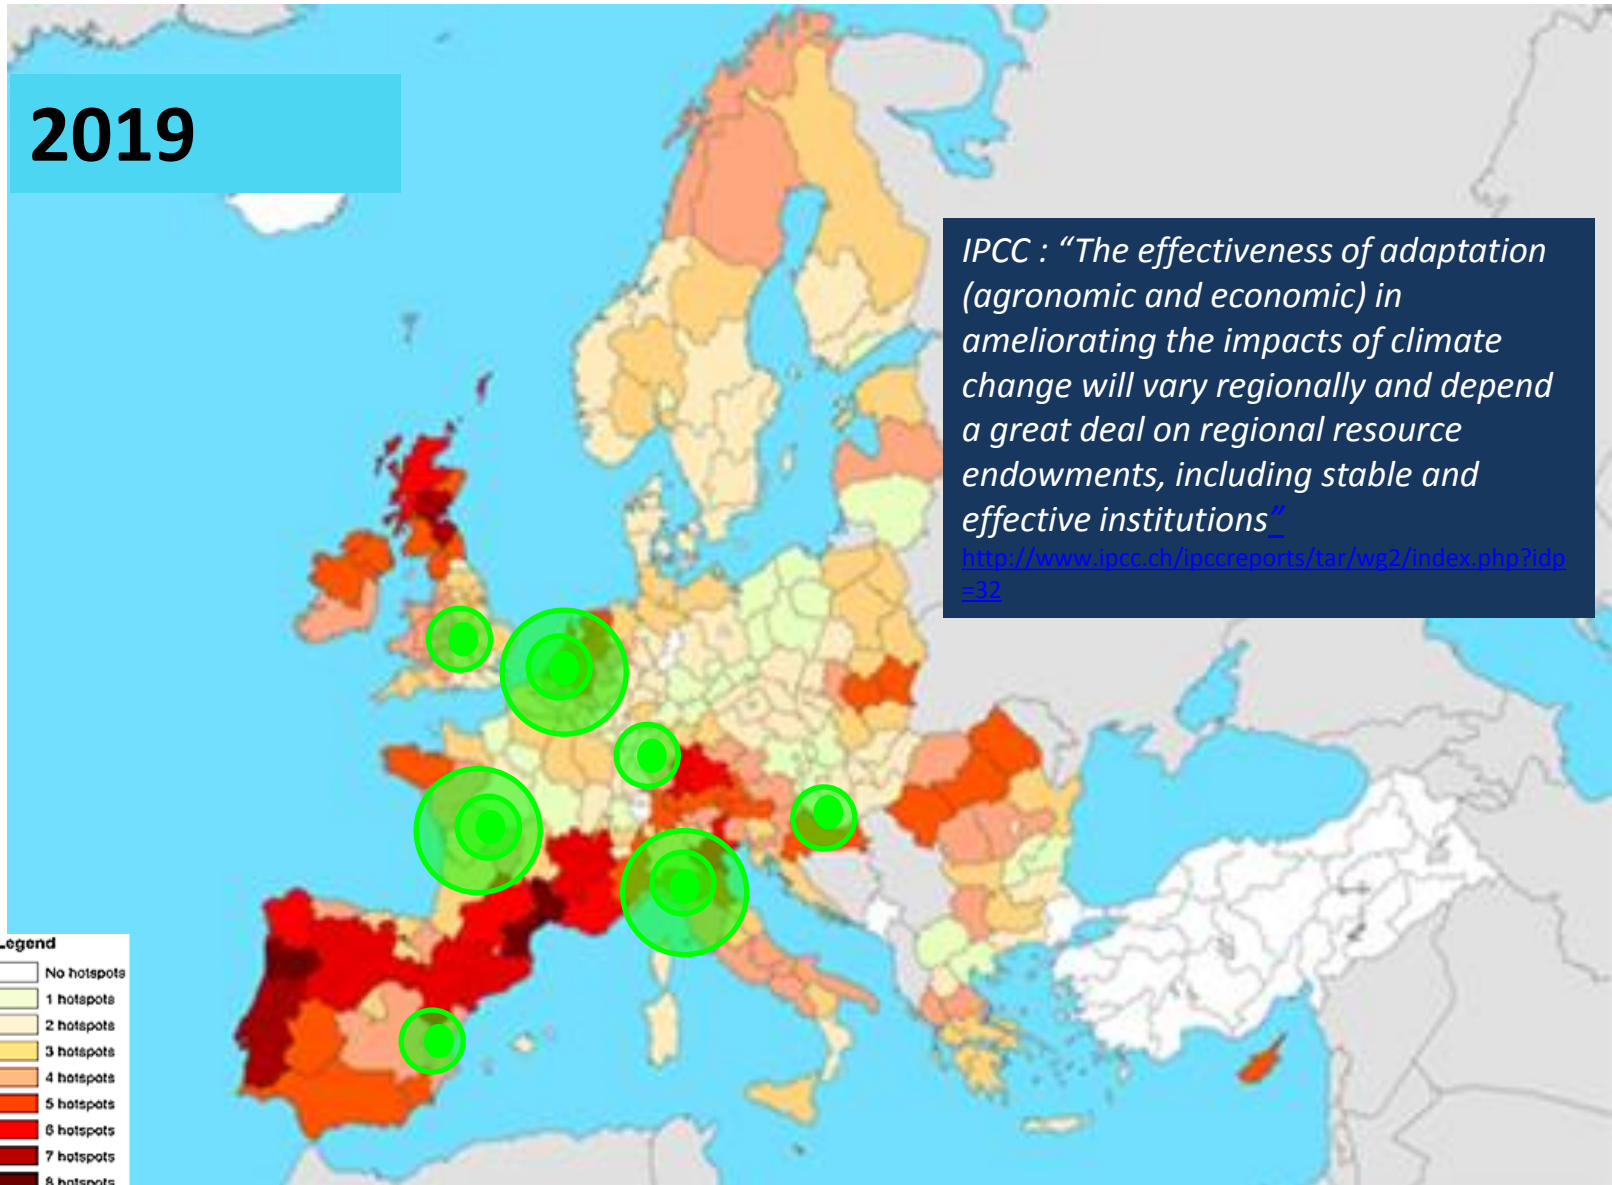 2019
IPCC : “The effectiveness of adaptation
(agronomic and economic) in
ameliorating the impacts of climate
change will vary regionally and depend
a great deal on regional resource
endowments, including stable and
effective institutions”
http://www.ipcc.ch/ipccreports/tar/wg2/index.php?idp
=32
Legend
No hotspots
1 hotspots
2 hotspots
3 hotspots
4 hotspots
5 hotspots
6 hotspots
7 hotspots
8 hotspots